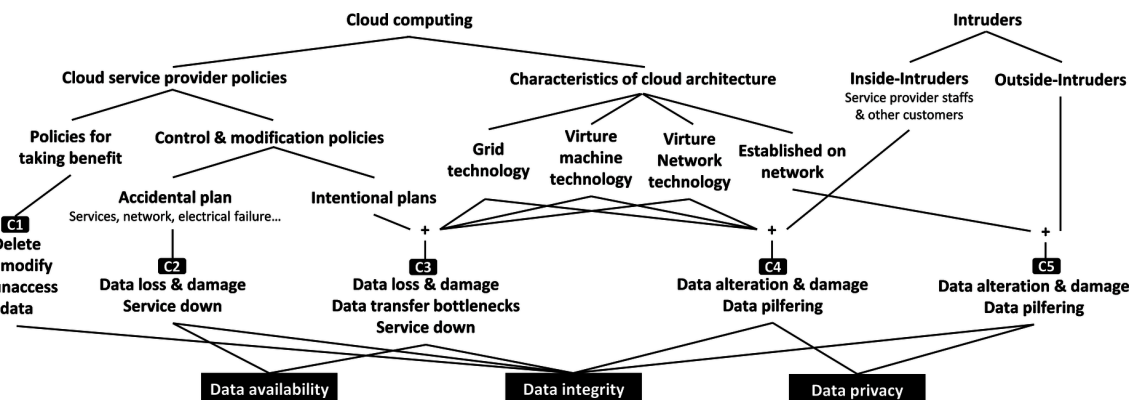 Cloud computing
Intruders
Cloud service provider policies
Characteristics of cloud architecture
Inside-Intruders
Service provider staffs
& other customers
Outside-Intruders
Policies for
taking benefit
Control & modification policies
Grid
technology
Virture
machine
technology
Virture
Network
technology
Established on
network
Accidental plan
Services, network, electrical failure...
Intentional plans
+
+
+
C1
Delete
modify
unaccess
data
C2
Data loss & damage
Service down
C3
Data loss & damage
Data transfer bottlenecks
Service down
C4
Data alteration & damage
Data pilfering
C5
Data alteration & damage
Data pilfering
Data availability
Data integrity
Data privacy